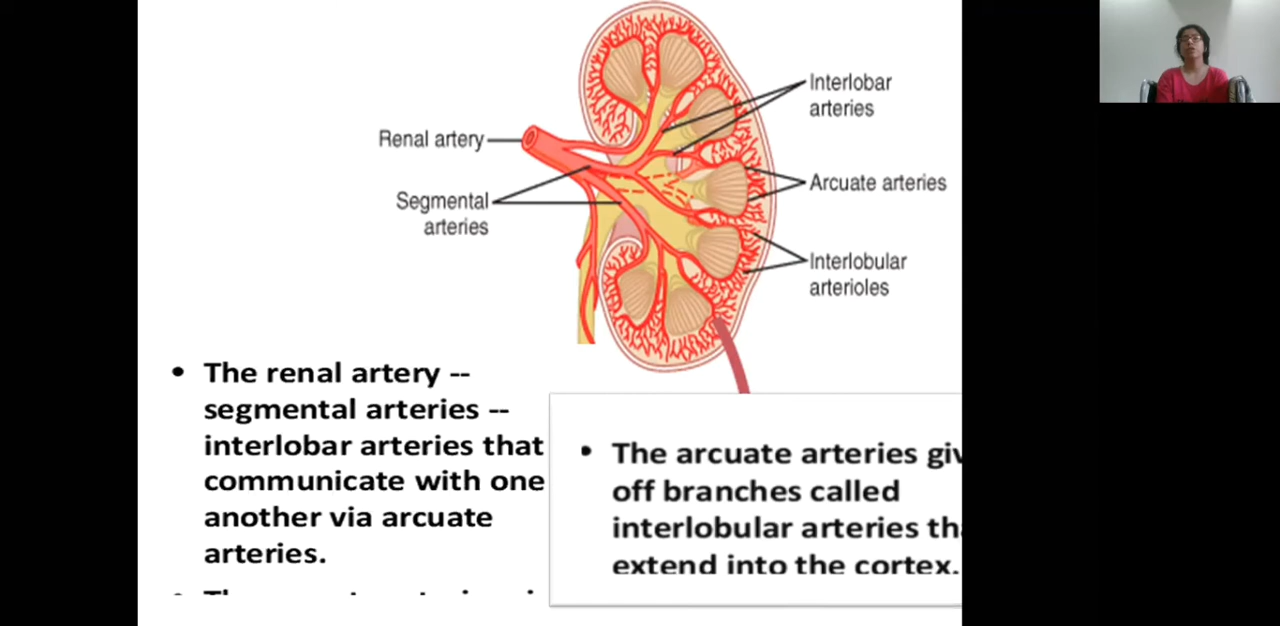 Interlobar
arteries
Renal artery
Arcuate arteries
Segmental
arteries
Interlobular
arterioles
• The renal artery --
segmental arteries --
interlobar arteries that
communicate with one
another via arcuate
arteries.
• The arcuate arteries giv
off branches called
interlobular arteries tha
extend into the cortex.